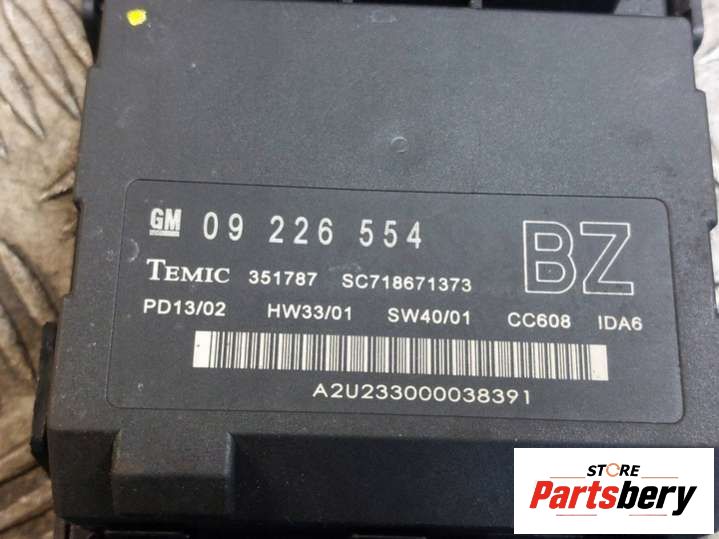 GM 09 226 554 BZ
TEMIC 351787 SC718671373
PD13/02 HW33/01 SW40/01 CC608 IDA6
A2U233000038391
STORE
Partsbery